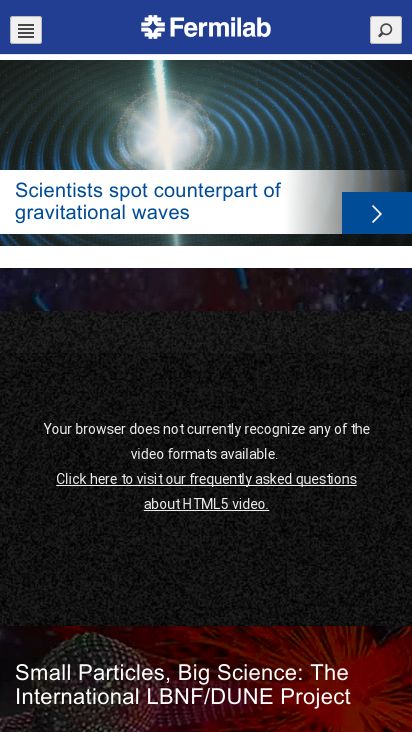 Fermilab
Scientists spot counterpart of
gravitational waves
Your browser does not currently recognize any of the
video formats available.
Click here to visit our frequently asked questions
about HTML5 video.
Small Particles, Big Science: The
International LBNF/DUNE Project